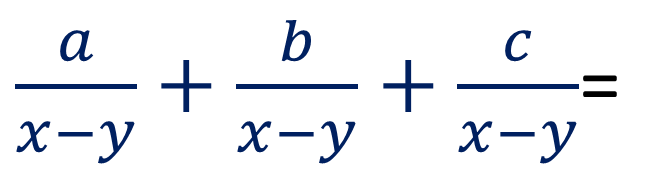 a/(x−y) + b/(x−y) + c/(x−y) =